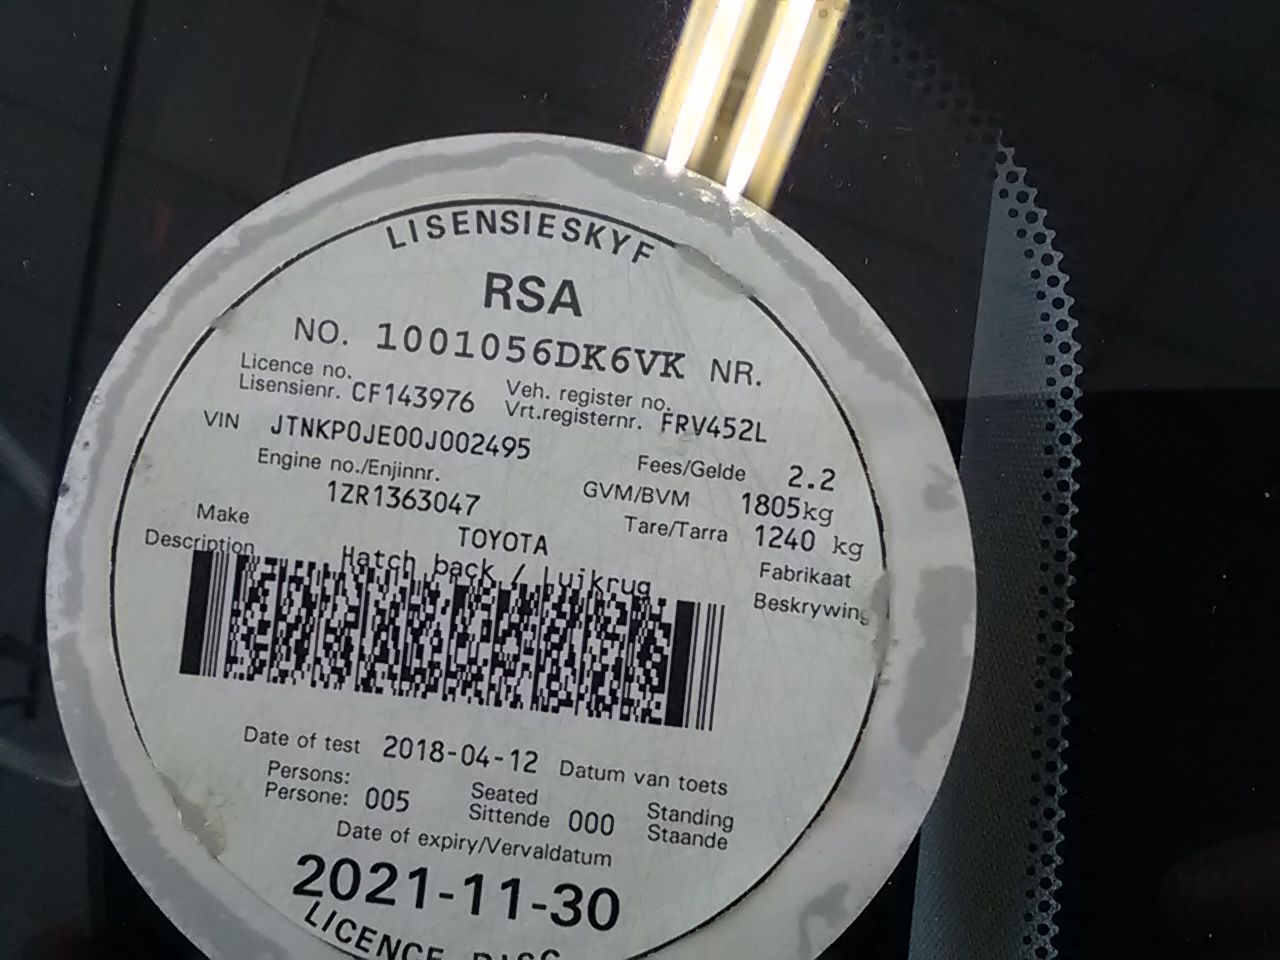 LISENSIESKYF
RSA
NO. 1001056DK6VK NR.
Licence no.
Lisensienr. CF143976
Veh. register no.
Vrt.registernr. FRV452L
VIN JTNKP0JE00J002495
Engine no./Enjinnr.
1ZR1363047
Fees/Gelde 2.2
GVM/BVM 1805kg
Tare/Tarra 1240 kg
Make TOYOTA Fabrikaat
Description Hatch back / Luikrug Beskrywing
Date of test 2018-04-12 Datum van toets
Persons:
Persone: 005
Seated
Sittende 000
Standing
Staande
Date of expiry/Vervaldatum
2021-11-30
LICENCE DISC